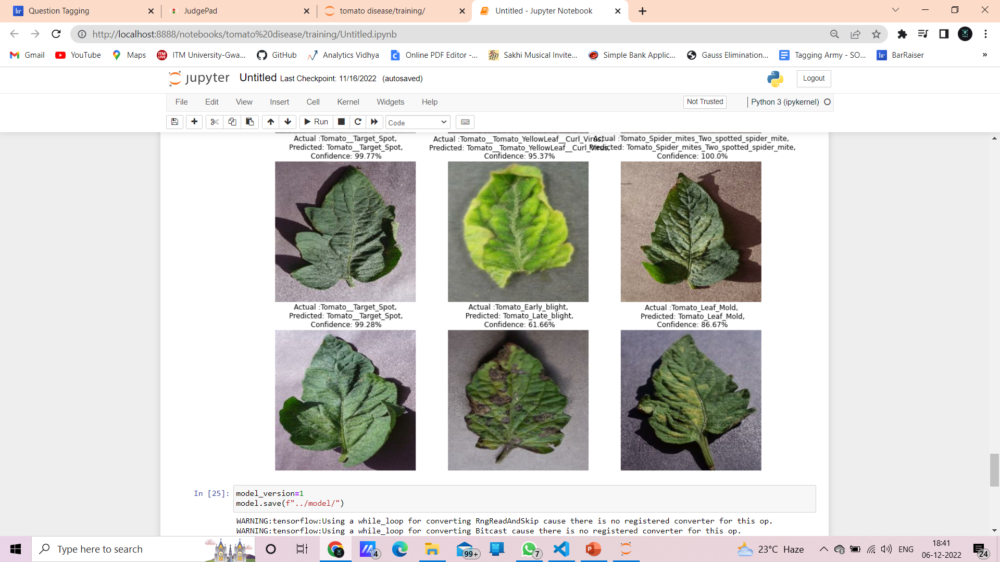 Question Tagging
JudgePad
tomato disease/training/
Untitled - Jupyter Notebook
http://localhost:8888/notebooks/tomato%20disease/training/Untitled.ipynb
Gmail
YouTube
Maps
ITM University-Gwa...
GitHub
Analytics Vidhya
Online PDF Editor -...
Sakhi Musical Invite...
Simple Bank Applic...
Gauss Elimination...
Tagging Army - SO...
BarRaiser
»
jupyter Untitled Last Checkpoint: 11/16/2022 (autosaved)
Logout
File Edit View Insert Cell Kernel Widgets Help
Not Trusted
Python 3 (ipykernel)
Run
Code
Actual :Tomato__Target_Spot,
Predicted: Tomato__Target_Spot,
Confidence: 99.77%
Actual :Tomato__Tomato_YellowLeaf__Curl_Virus,
Predicted: Tomato__Tomato_YellowLeaf__Curl_Virus,
Confidence: 95.37%
Actual :Tomato_Spider_mites_Two_spotted_spider_mite,
Predicted: Tomato_Spider_mites_Two_spotted_spider_mite,
Confidence: 100.0%
Actual :Tomato__Target_Spot,
Predicted: Tomato__Target_Spot,
Confidence: 99.28%
Actual :Tomato_Early_blight,
Predicted: Tomato_Late_blight,
Confidence: 61.66%
Actual :Tomato_Leaf_Mold,
Predicted: Tomato_Leaf_Mold,
Confidence: 86.67%
In [25]:
model_version=1
model.save(f"../model/")
WARNING:tensorflow:Using a while_loop for converting RngReadAndSkip cause there is no registered converter for this op.
WARNING:tensorflow:Using a while_loop for converting Bitcast cause there is no registered converter for this op.
Type here to search
4
99+
7
23°C Haze
ENG
18:41
06-12-2022
24